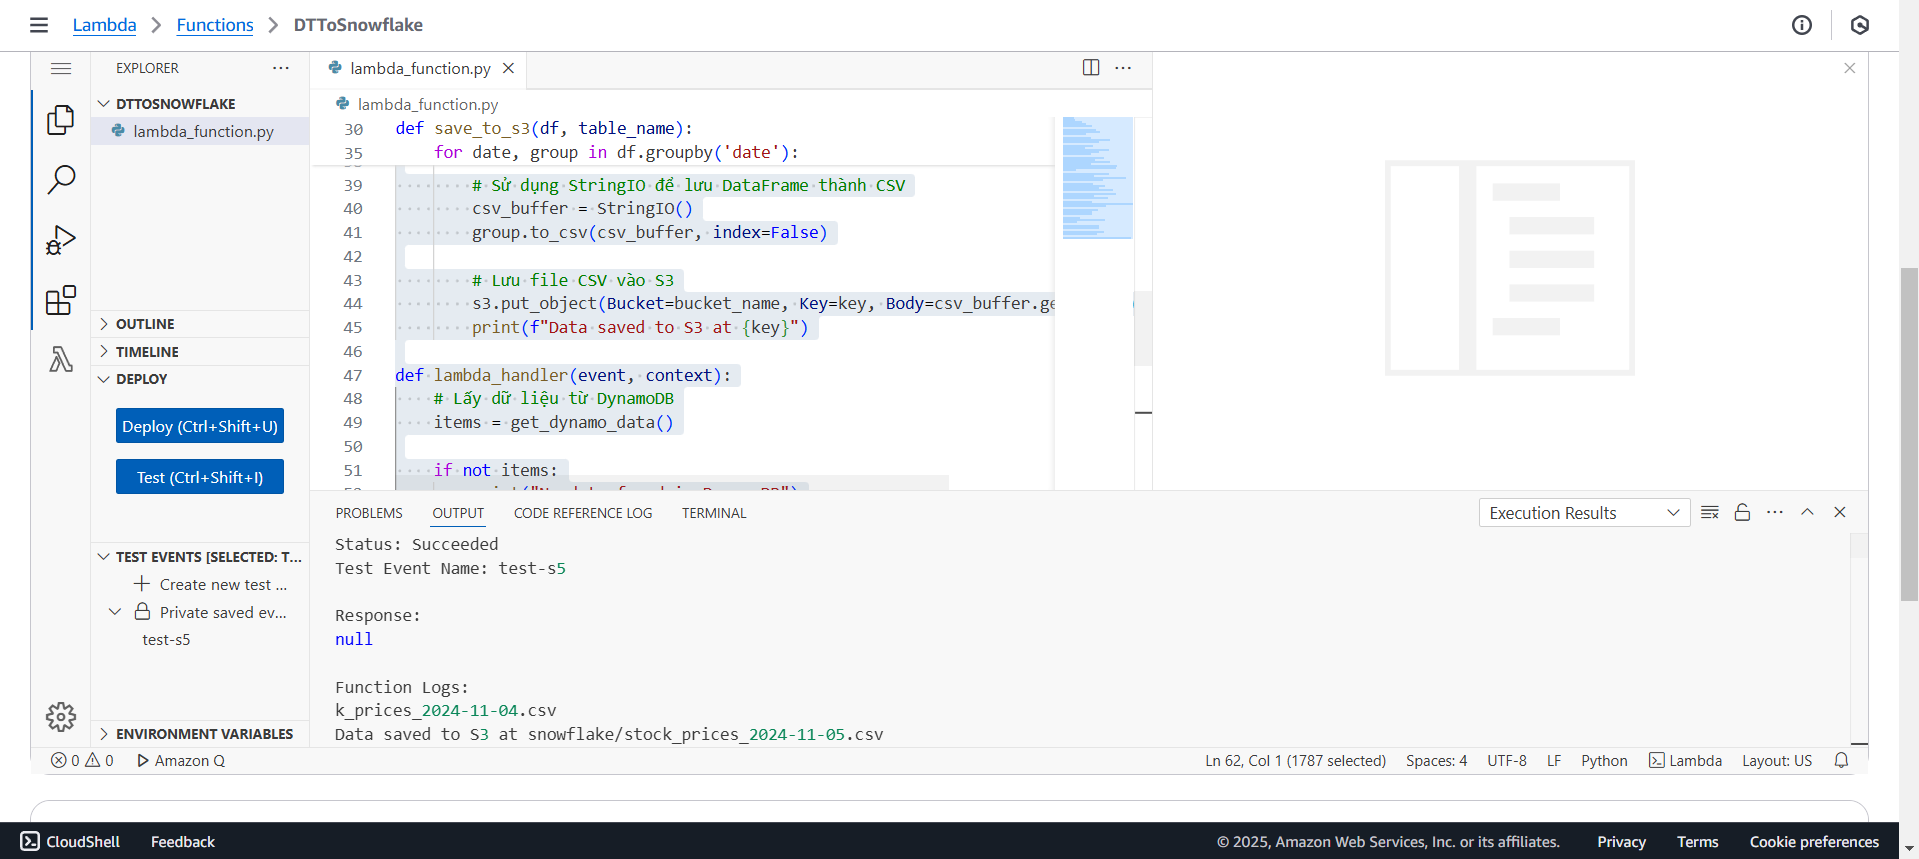 Lambda > Functions > DTToSnowflake
EXPLORER
DTTOSNOWFLAKE
lambda_function.py
OUTLINE
TIMELINE
DEPLOY
Deploy (Ctrl+Shift+U)
Test (Ctrl+Shift+I)
TEST EVENTS [SELECTED: T...
Create new test ...
Private saved ev...
test-s5
ENVIRONMENT VARIABLES
lambda_function.py
lambda_function.py
30 def save_to_s3(df, table_name):
35 for date, group in df.groupby('date'):
39 # Sử dụng StringIO để lưu DataFrame thành CSV
40 csv_buffer = StringIO()
41 group.to_csv(csv_buffer, index=False)
42
43 # Lưu file CSV vào S3
44 s3.put_object(Bucket=bucket_name, Key=key, Body=csv_buffer.ge
45 print(f"Data saved to S3 at {key}")
46
47 def lambda_handler(event, context):
48 # Lấy dữ liệu từ DynamoDB
49 items = get_dynamo_data()
50
51 if not items:
PROBLEMS OUTPUT CODE REFERENCE LOG TERMINAL
Execution Results
Status: Succeeded
Test Event Name: test-s5
Response:
null
Function Logs:
k_prices_2024-11-04.csv
Data saved to S3 at snowflake/stock_prices_2024-11-05.csv
0 0 Amazon Q
Ln 62, Col 1 (1787 selected) Spaces: 4 UTF-8 LF Python Lambda Layout: US
CloudShell Feedback
© 2025, Amazon Web Services, Inc. or its affiliates. Privacy Terms Cookie preferences